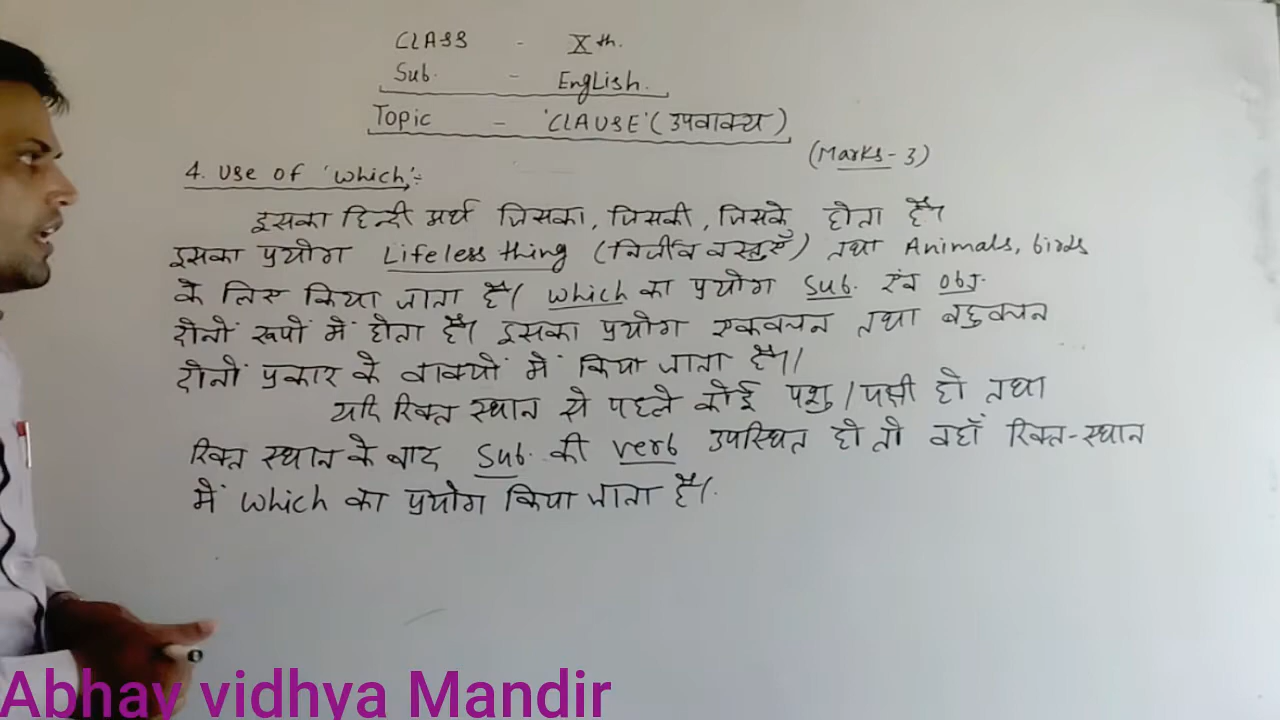 CLASS - Xth.
Sub. - English.
Topic - 'CLAUSE' (उपवाक्य)
(Marks - 3)
4. Use of 'which':-
इसका हिन्दी अर्थ जिसका, जिसकी, जिसके होता है।
इसका प्रयोग Lifeless thing (निर्जीव वस्तुएँ) तथा Animals, birds
के लिए किया जाता है। which का प्रयोग Sub. एंव obj.
दोनों रूपों में होता है। इसका प्रयोग एकवचन तथा बहुवचन
दोनों प्रकार के वाक्यों में किया जाता है।।
यदि रिक्त स्थान से पहले कोई पशु / पक्षी हो तथा
रिक्त स्थान के बाद Sub. की verb उपस्थित हो तो वहाँ रिक्त-स्थान
में which का प्रयोग किया जाता है।.
Abhay vidhya Mandir